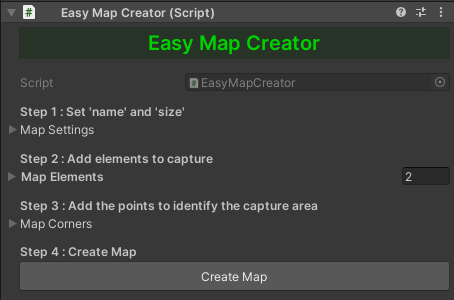 Easy Map Creator (Script)
Easy Map Creator
Script EasyMapCreator
Step 1 : Set 'name' and 'size'
Map Settings
Step 2 : Add elements to capture
Map Elements 2
Step 3 : Add the points to identify the capture area
Map Corners
Step 4 : Create Map
Create Map